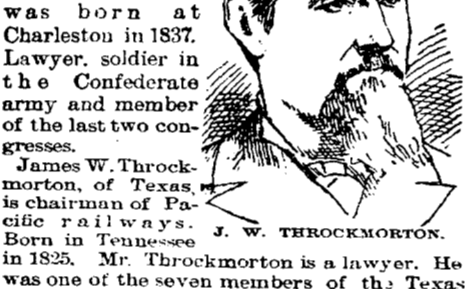 was born at
Charleston in 1837.
Lawyer, soldier in
the Confederate
army and member
of the last two con-
gresses.
James W. Throck-
morton, of Texas,
is chairman of Pa-
cific railways.
Born in Tennessee
in 1825. Mr. Throckmorton is a lawyer. He
was one of the seven members of the Texas
J. W. THROCKMORTON.